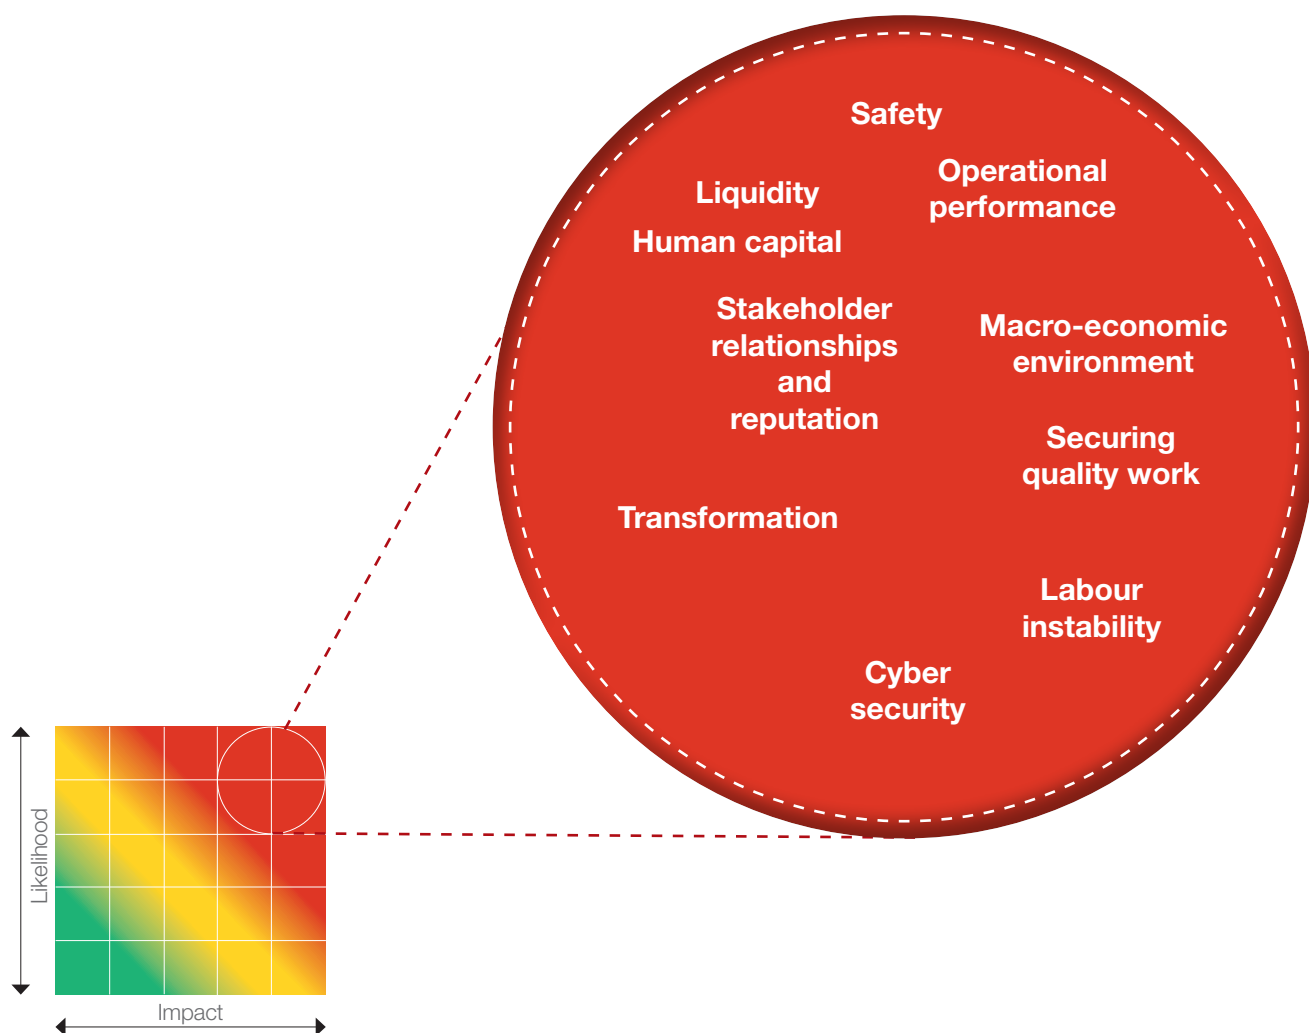 Safety
Operational
performance
Liquidity
Human capital
Stakeholder
relationships
and
reputation
Macro-economic
environment
Securing
quality work
Transformation
Labour
instability
Cyber
security
Likelihood
Impact